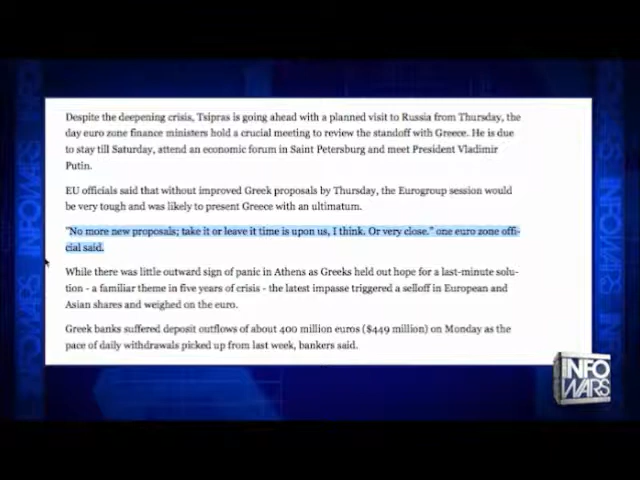 Despite the deepening crisis, Tsipras is going ahead with a planned visit to Russia from Thursday, the
day euro zone finance ministers hold a crucial meeting to review the standoff with Greece. He is due
to stay till Saturday, attend an economic forum in Saint Petersburg and meet President Vladimir
Putin.
EU officials said that without improved Greek proposals by Thursday, the Eurogroup session would
be very tough and was likely to present Greece with an ultimatum.
"No more new proposals; take it or leave it time is upon us, I think. Or very close." one euro zone offi-
cial said.
While there was little outward sign of panic in Athens as Greeks held out hope for a last-minute solu-
tion - a familiar theme in five years of crisis - the latest impasse triggered a selloff in European and
Asian shares and weighed on the euro.
Greek banks suffered deposit outflows of about 400 million euros ($449 million) on Monday as the
pace of daily withdrawals picked up from last week, bankers said.
INFO
WARS
INFOWARS
INFOWARS